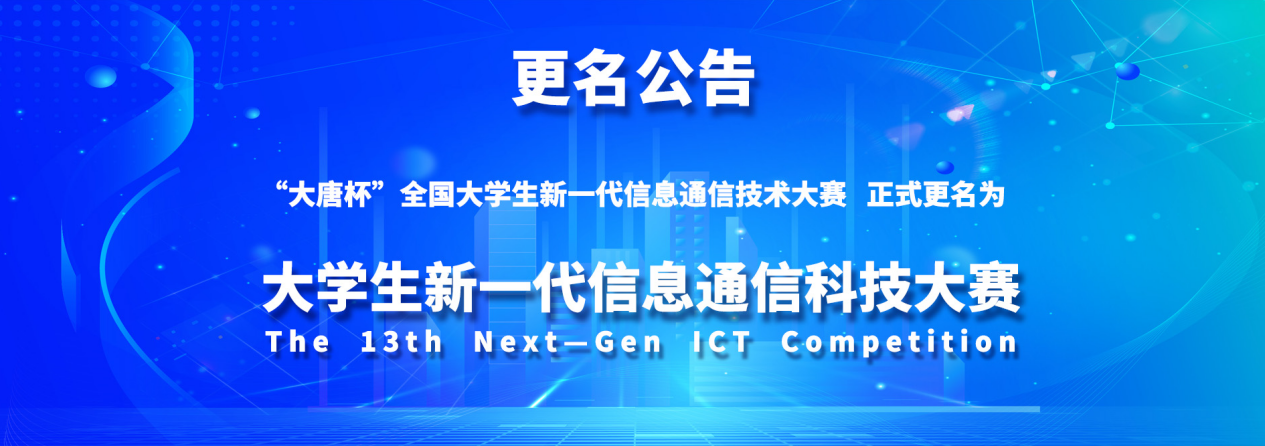 更名公告
“大唐杯”全国大学生新一代信息通信技术大赛 正式更名为
大学生新一代信息通信科技大赛
The 13th Next—Gen ICT Competition